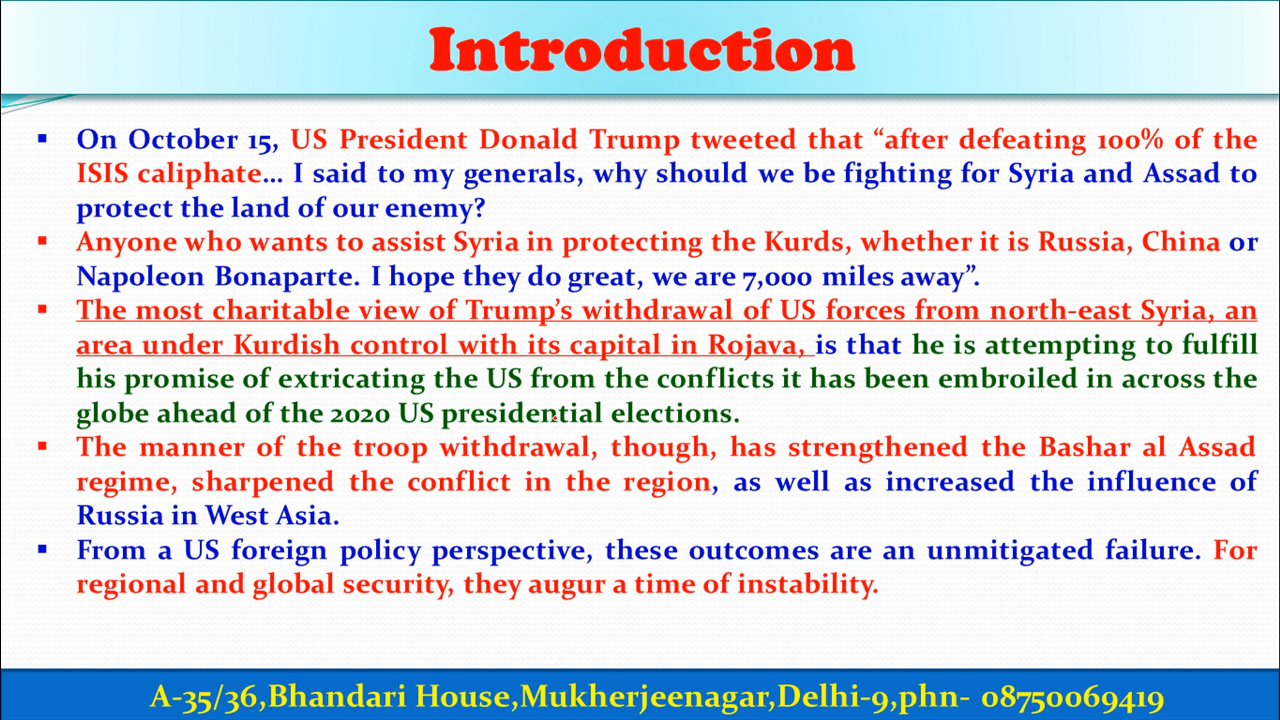 Introduction
▪ On October 15, US President Donald Trump tweeted that “after defeating 100% of the
ISIS caliphate... I said to my generals, why should we be fighting for Syria and Assad to
protect the land of our enemy?
▪ Anyone who wants to assist Syria in protecting the Kurds, whether it is Russia, China or
Napoleon Bonaparte. I hope they do great, we are 7,000 miles away”.
▪ The most charitable view of Trump’s withdrawal of US forces from north-east Syria, an
area under Kurdish control with its capital in Rojava, is that he is attempting to fulfill
his promise of extricating the US from the conflicts it has been embroiled in across the
globe ahead of the 2020 US presidential elections.
▪ The manner of the troop withdrawal, though, has strengthened the Bashar al Assad
regime, sharpened the conflict in the region, as well as increased the influence of
Russia in West Asia.
▪ From a US foreign policy perspective, these outcomes are an unmitigated failure. For
regional and global security, they augur a time of instability.
A-35/36,Bhandari House,Mukherjeenagar,Delhi-9,phn- 08750069419